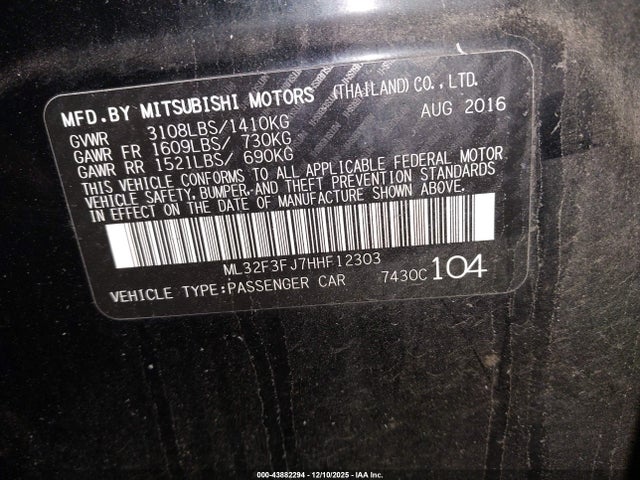 MFD.BY MITSUBISHI MOTORS (THAILAND)CO.,LTD.
GVWR 3108LBS/1410KG AUG 2016
GAWR FR 1609LBS/ 730KG
GAWR RR 1521LBS/ 690KG
THIS VEHICLE CONFORMS TO ALL APPLICABLE FEDERAL MOTOR
VEHICLE SAFETY,BUMPER,AND THEFT PREVENTION STANDARDS
IN EFFECT ON THE DATE OF MANUFACTURE SHOWN ABOVE.
ML32F3FJ7HHF12303
VEHICLE TYPE:PASSENGER CAR 7430C 104
000-43882294 - 12/10/2025 - IAA Inc.